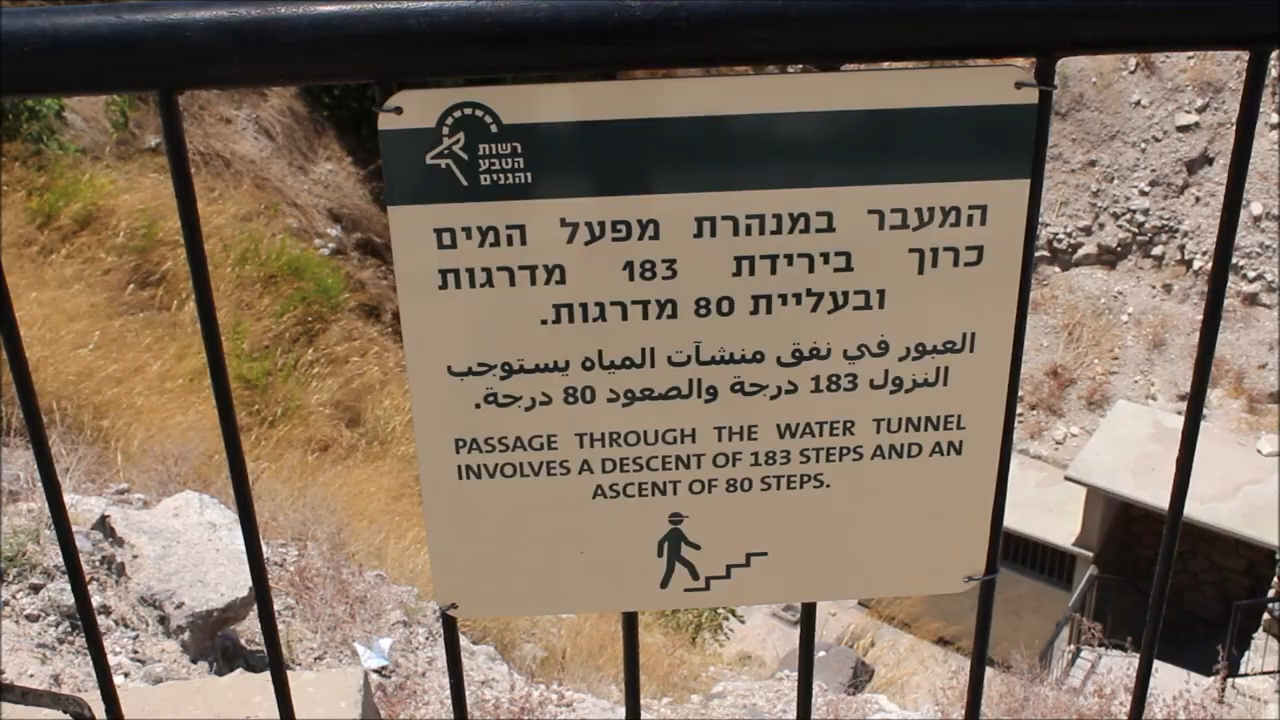 רשות
הטבע
והגנים
המעבר במנהרת מפעל המים
כרוך בירידת 183 מדרגות
ובעליית 80 מדרגות.
العبور في نفق منشآت المياه يستوجب
النزول 183 درجة والصعود 80 درجة.
PASSAGE THROUGH THE WATER TUNNEL
INVOLVES A DESCENT OF 183 STEPS AND AN
ASCENT OF 80 STEPS.